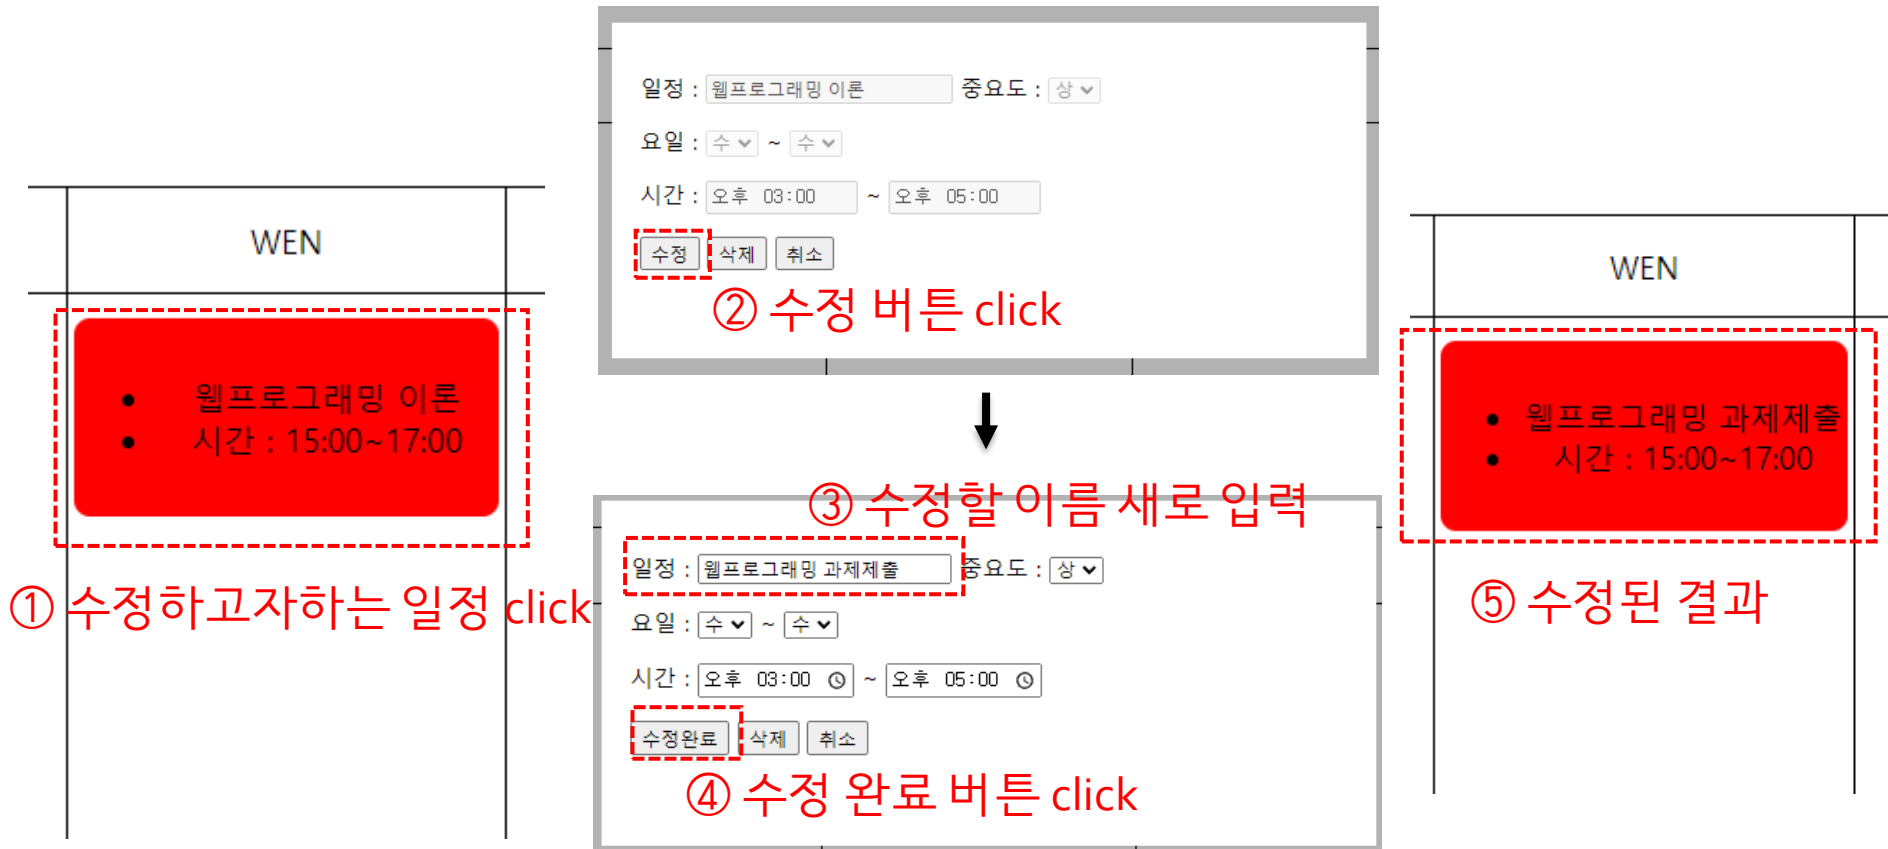 WEN
• 웹프로그래밍 이론
• 시간 : 15:00~17:00
① 수정하고자하는 일정 click
일정 : 웹프로그래밍 이론 중요도 : 상
요일 : 수 ~ 수
시간 : 오후 03:00 ~ 오후 05:00
수정 삭제 취소
② 수정 버튼 click
③ 수정할 이름 새로 입력
일정 : 웹프로그래밍 과제제출 중요도 : 상
요일 : 수 ~ 수
시간 : 오후 03:00 ~ 오후 05:00
수정완료 삭제 취소
④ 수정 완료 버튼 click
WEN
• 웹프로그래밍 과제제출
• 시간 : 15:00~17:00
⑤ 수정된 결과